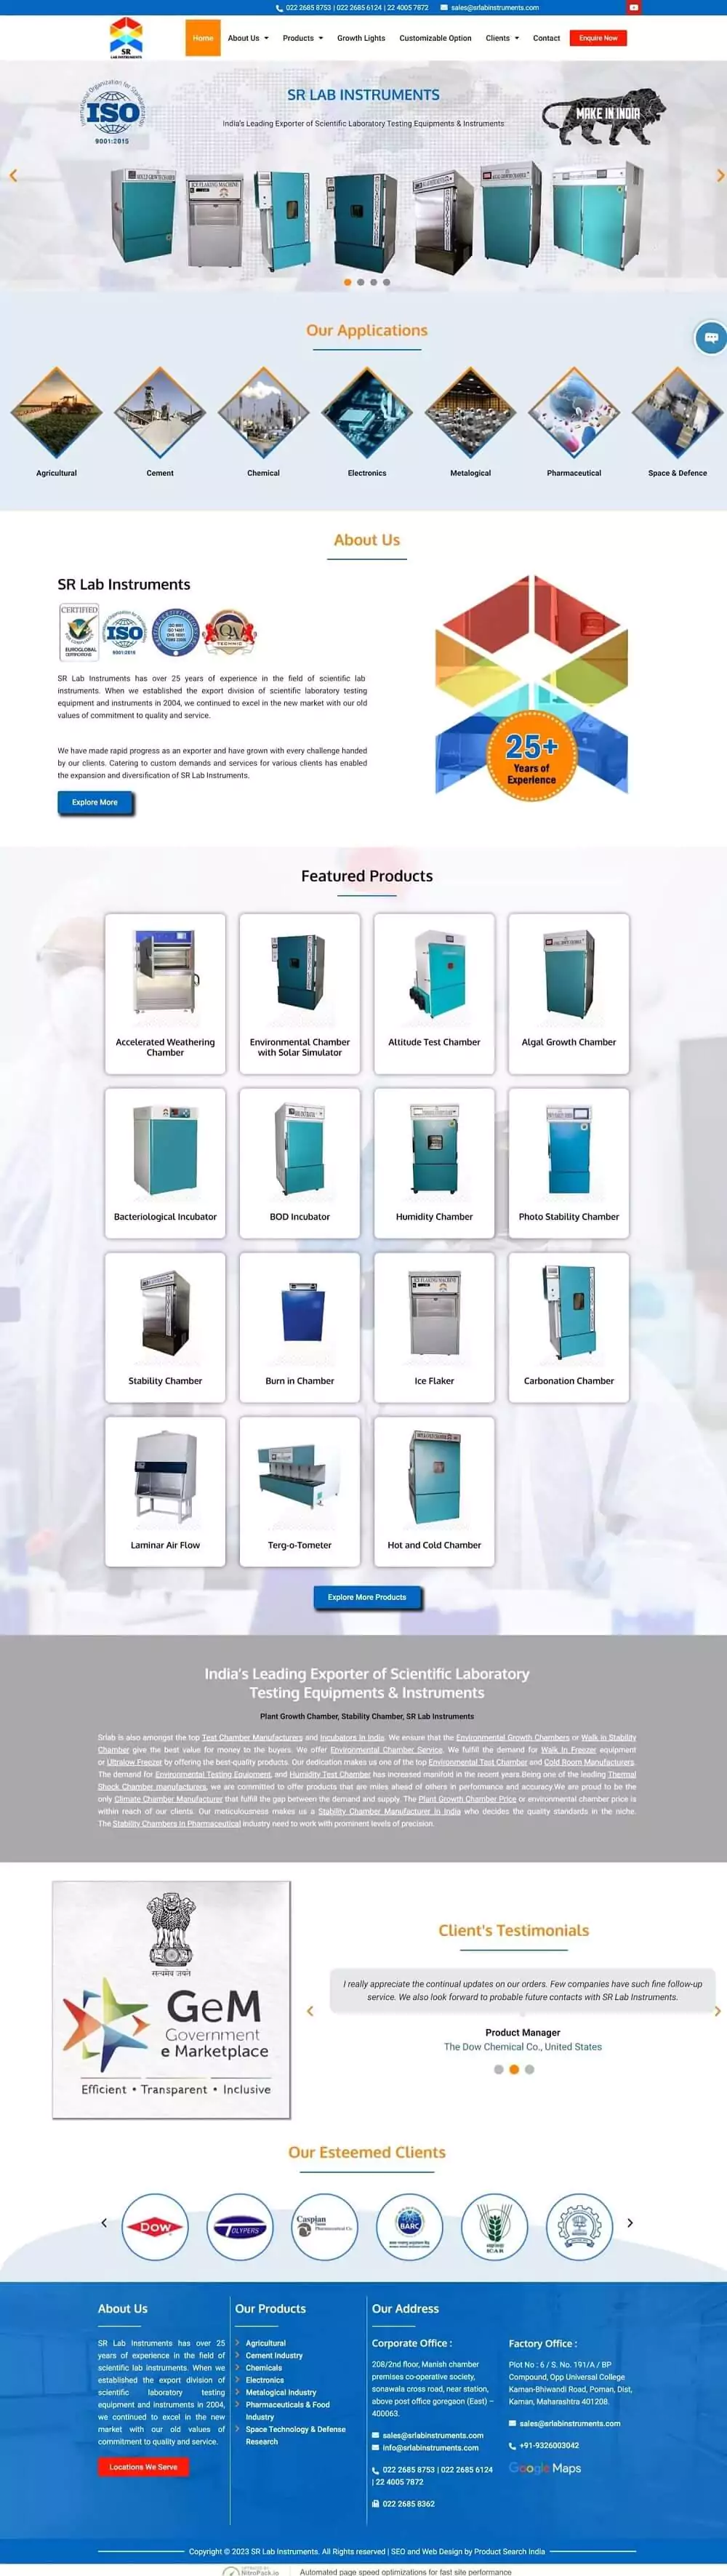 022 2685 8753 | 022 2685 6124 | 22 4005 7872
sales@srlabinstruments.com
SR
LAB INSTRUMENTS
Home
About Us
Products
Growth Lights
Customizable Option
Clients
Contact
Enquire Now
International Organization for Standardization
ISO
9001:2015
SR LAB INSTRUMENTS
India's Leading Exporter of Scientific Laboratory Testing Equipments & Instruments
MAKE IN INDIA
ICE FLAKING MACHINE
Our Applications
Agricultural
Cement
Chemical
Electronics
Metalogical
Pharmaceutical
Space & Defence
About Us
SR Lab Instruments
CERTIFIED
EUROGLOBAL
ISO
9001:2015
SR Lab Instruments has over 25 years of experience in the field of scientific lab
instruments. When we established the export division of scientific laboratory testing
equipment and instruments in 2004, we continued to excel in the new market with our old
values of commitment to quality and service.
We have made rapid progress as an exporter and have grown with every challenge handed
by our clients. Catering to custom demands and services for various clients has enabled
the expansion and diversification of SR Lab Instruments.
Explore More
25+
Years of
Experience
Featured Products
Accelerated Weathering
Chamber
Environmental Chamber
with Solar Simulator
Altitude Test Chamber
Algal Growth Chamber
Bacteriological Incubator
BOD Incubator
Humidity Chamber
Photo Stability Chamber
ICE FLAKING MACHINE
Stability Chamber
Burn in Chamber
Ice Flaker
Carbonation Chamber
Laminar Air Flow
Terg-o-Tometer
Hot and Cold Chamber
Explore More Products
India's Leading Exporter of Scientific Laboratory
Testing Equipments & Instruments
Plant Growth Chamber, Stability Chamber, SR Lab Instruments
Srlab is also amongst the top Test Chamber Manufacturers and Incubators in India. We ensure that the Environmental Growth Chambers or Walk in Stability
Chamber give the best value for money to the buyers. We offer Environmental Chamber Service. We fulfill the demand for Walk In Freezer equipment
or Ultralow Freezer by offering the best-quality products. Our dedication makes us one of the top Environmental Test Chamber and Cold Room Manufacturers.
The demand for Environmental Testing Equipment, and Humidity Test Chamber has increased manifold in the recent years.Being one of the leading Thermal
Shock Chamber manufacturers, we are committed to offer products that are miles ahead of others in performance and accuracy.We are proud to be the
only Climate Chamber Manufacturer that fulfill the gap between the demand and supply. The Plant Growth Chamber Price or environmental chamber price is
within reach of our clients. Our meticulousness makes us a Stability Chamber Manufacturer in India who decides the quality standards in the niche.
The Stability Chambers in Pharmaceutical industry need to work with prominent levels of precision.
सत्यमेव जयते
GeM
Government
e Marketplace
Efficient • Transparent • Inclusive
Client's Testimonials
I really appreciate the continual updates on our orders. Few companies have such fine follow-up
service. We also look forward to probable future contacts with SR Lab Instruments.
Product Manager
The Dow Chemical Co., United States
Our Esteemed Clients
DOW
POLYPERS
Caspian
Pharmaceutical Co.
BARC
ICAR
About Us
SR Lab Instruments has over 25
years of experience in the field of
scientific lab instruments. When we
established the export division of
scientific laboratory testing
equipment and instruments in 2004,
we continued to excel in the new
market with our old values of
commitment to quality and service.
Locations We Serve
Our Products
Agricultural
Cement Industry
Chemicals
Electronics
Metalogical Industry
Pharmaceuticals & Food
Industry
Space Technology & Defense
Research
Our Address
Corporate Office :
208/2nd floor, Manish chamber
premises co-operative society,
sonawala cross road, near station,
above post office goregaon (East) –
400063.
sales@srlabinstruments.com
info@srlabinstruments.com
022 2685 8753 | 022 2685 6124
| 22 4005 7872
022 2685 8362
Factory Office :
Plot No : 6 / S. No. 191/A / BP
Compound, Opp Universal College
Kaman-Bhiwandi Road, Poman, Dist,
Kaman, Maharashtra 401208.
sales@srlabinstruments.com
+91-9326003042
Google Maps
Copyright © 2023 SR Lab Instruments. All Rights reserved | SEO and Web Design by Product Search India
NitroPack.io
Automated page speed optimizations for fast site performance